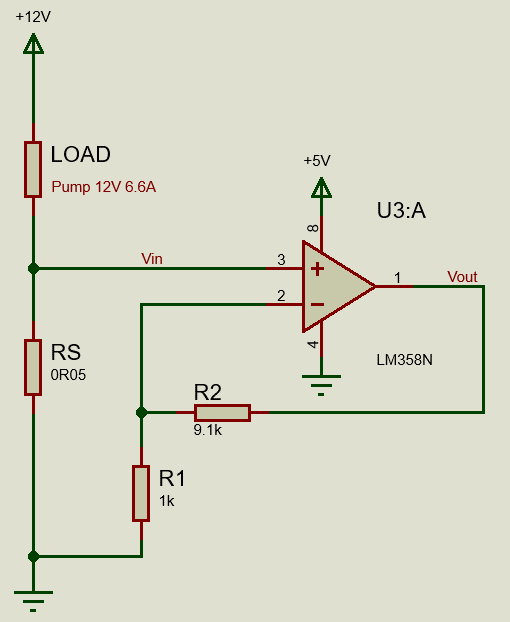 +12V
LOAD
Pump 12V 6.6A
+5V
U3:A
8
Vin
3
1
Vout
2
4
LM358N
RS
0R05
R2
9.1k
R1
1k